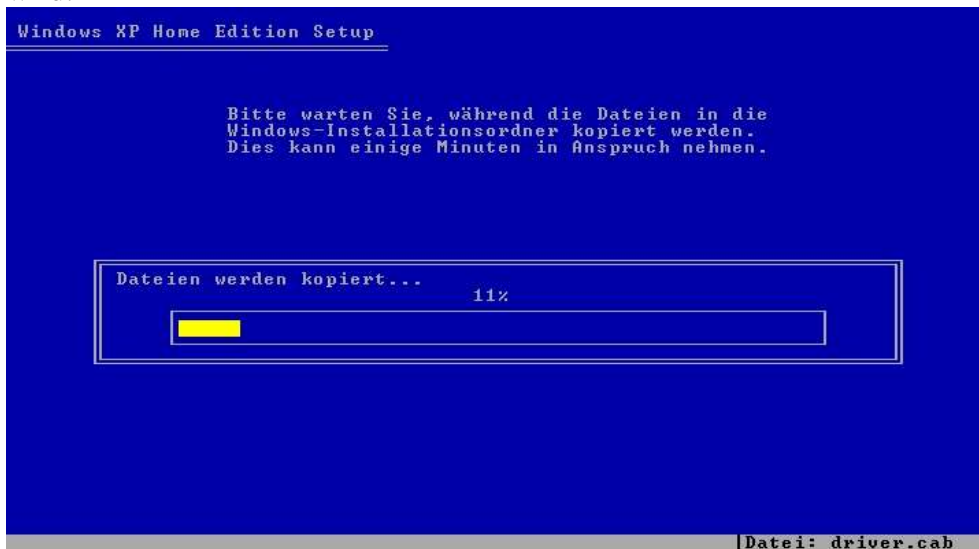 Windows XP Home Edition Setup
Bitte warten Sie, während die Dateien in die
Windows-Installationsordner kopiert werden.
Dies kann einige Minuten in Anspruch nehmen.
Dateien werden kopiert...
11%
Datei: driver.cab